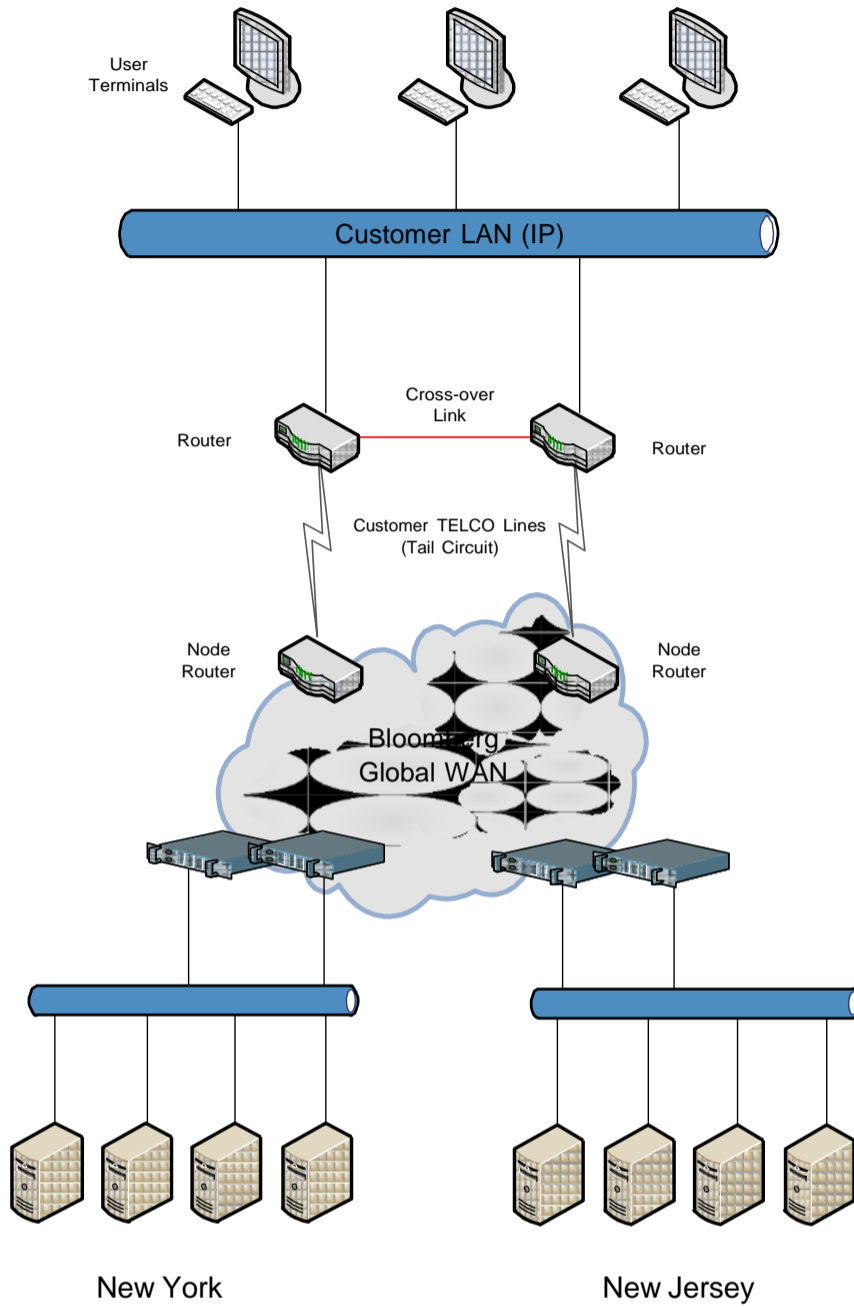 User
Terminals
Customer LAN (IP)
Cross-over
Link
Router
Router
Customer TELCO Lines
(Tail Circuit)
Node
Router
Node
Router
Bloomberg
Global WAN
New York
New Jersey